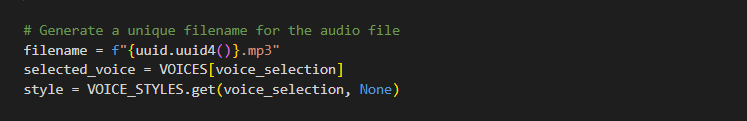 # Generate a unique filename for the audio file
filename = f"{uuid.uuid4()}.mp3"
selected_voice = VOICES[voice_selection]
style = VOICE_STYLES.get(voice_selection, None)